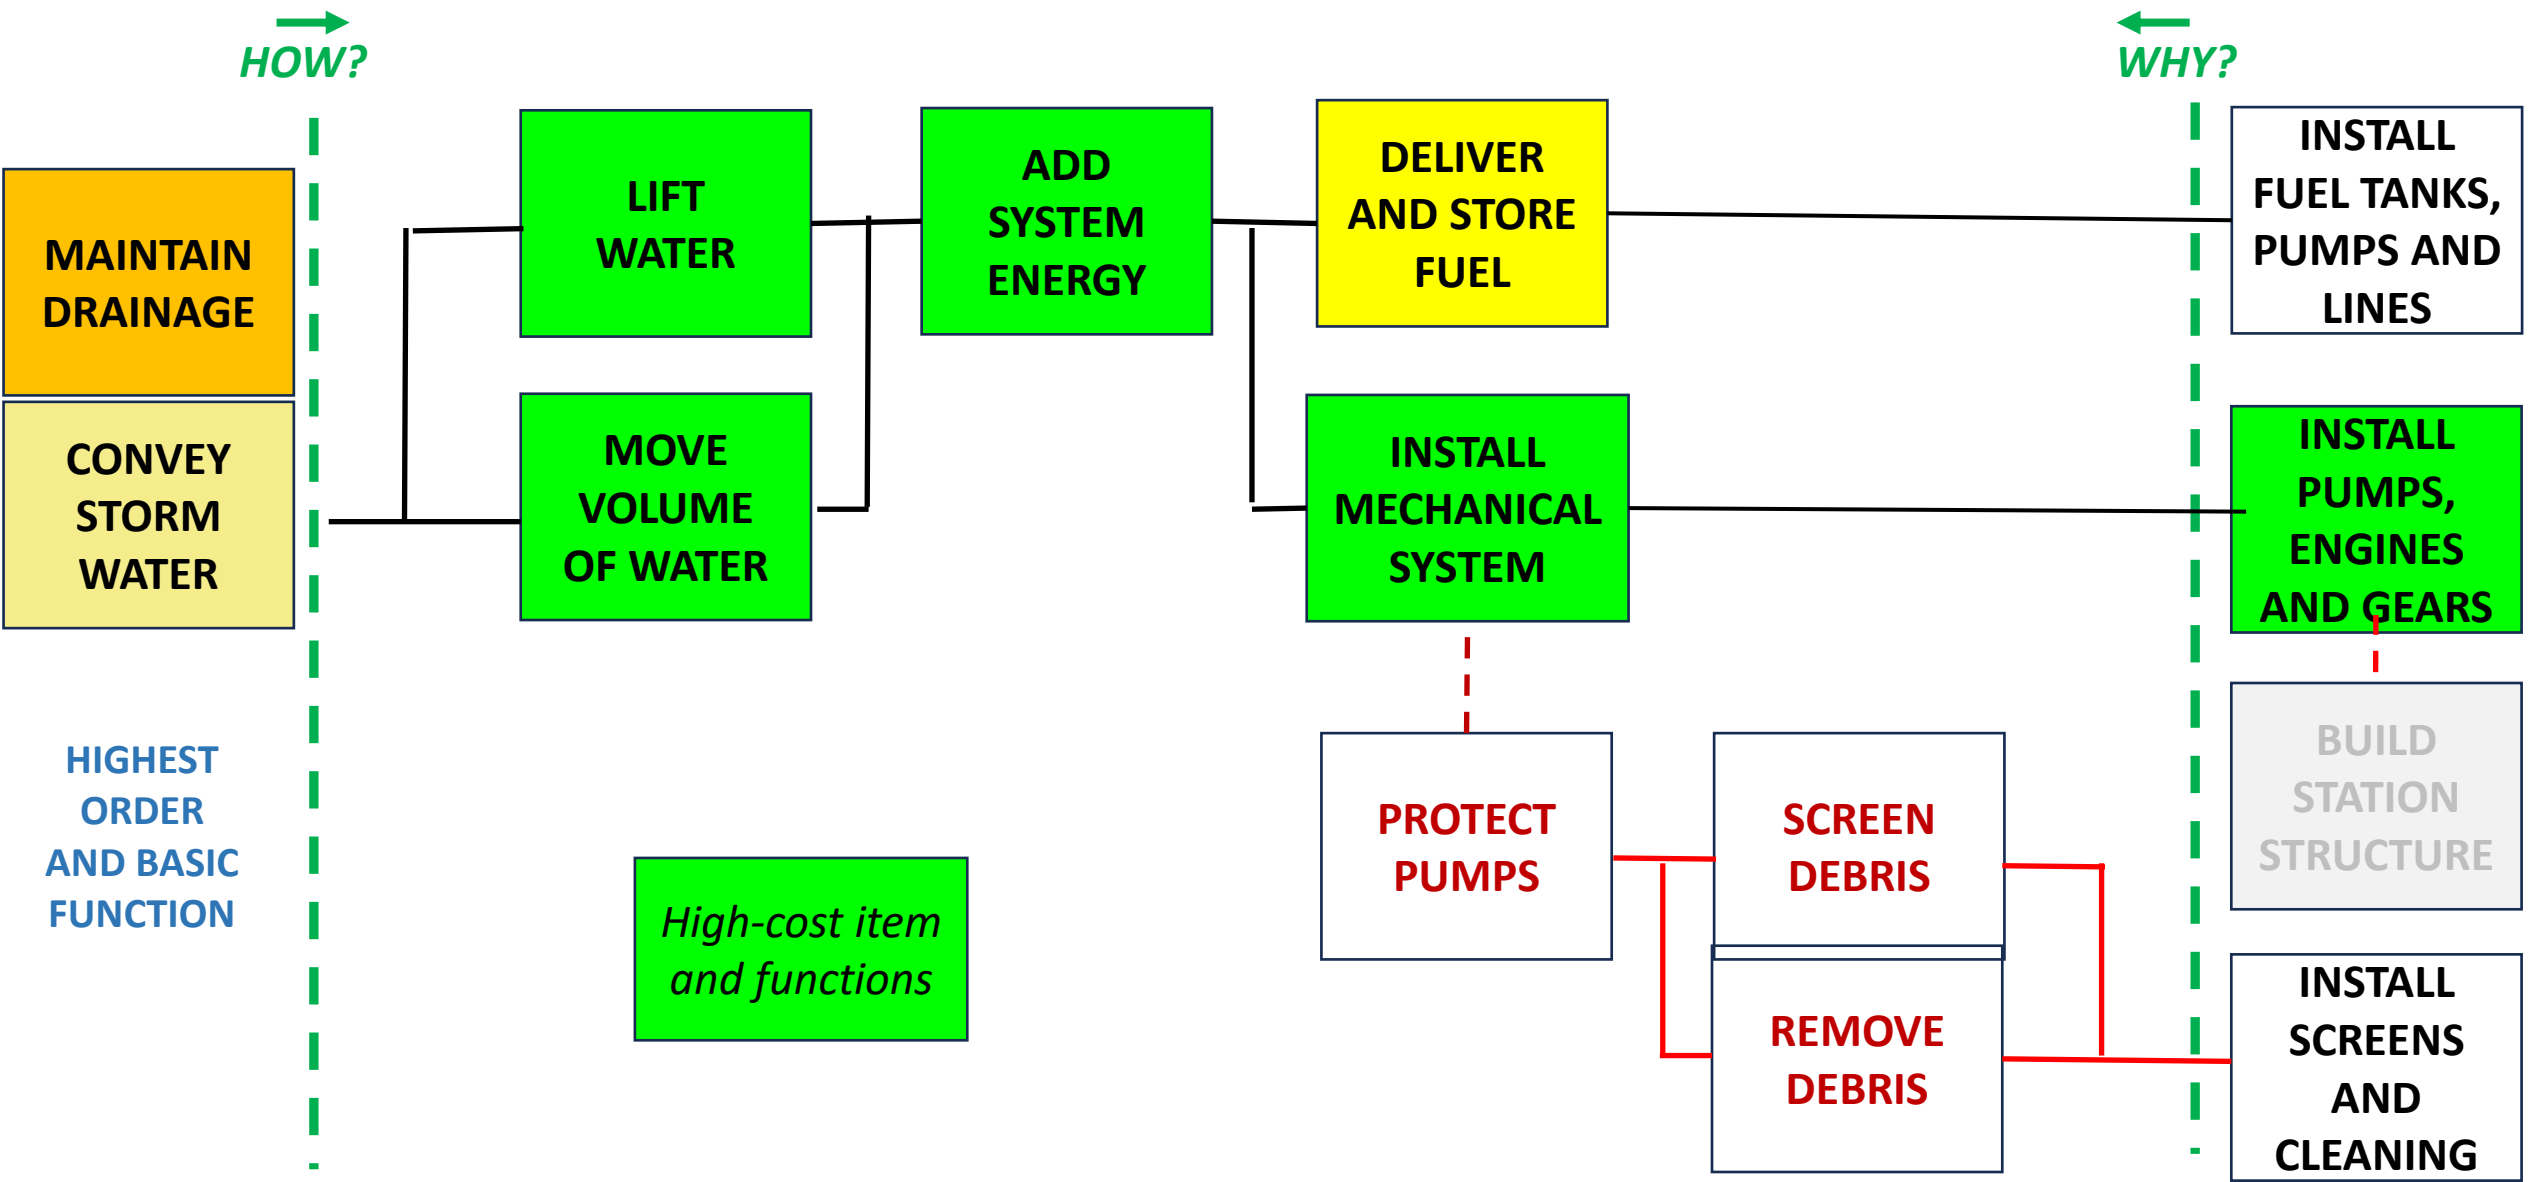 HOW?
WHY?
MAINTAIN
DRAINAGE
CONVEY
STORM
WATER
HIGHEST
ORDER
AND BASIC
FUNCTION
LIFT
WATER
MOVE
VOLUME
OF WATER
High-cost item
and functions
ADD
SYSTEM
ENERGY
DELIVER
AND STORE
FUEL
INSTALL
MECHANICAL
SYSTEM
PROTECT
PUMPS
SCREEN
DEBRIS
REMOVE
DEBRIS
INSTALL
FUEL TANKS,
PUMPS AND
LINES
INSTALL
PUMPS,
ENGINES
AND GEARS
BUILD
STATION
STRUCTURE
INSTALL
SCREENS
AND
CLEANING